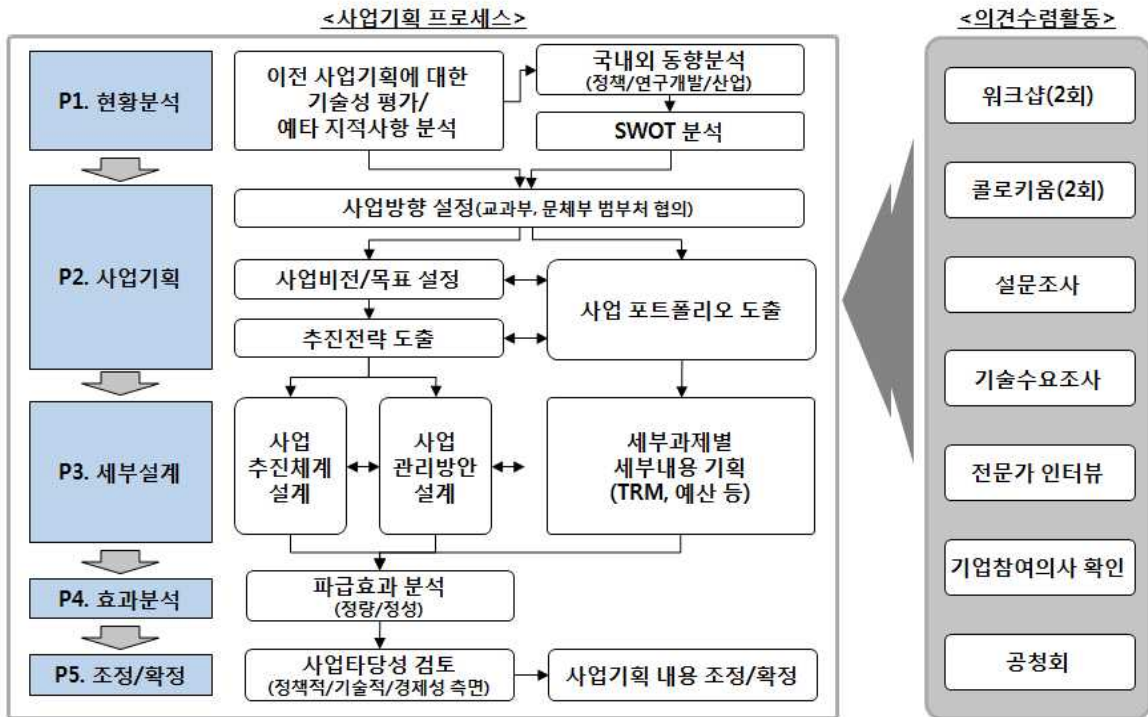 <사업기획 프로세스>
<의견수렴활동>
P1. 현황분석
이전 사업기획에 대한
기술성 평가/
예타 지적사항 분석
국내외 동향분석
(정책/연구개발/산업)
SWOT 분석
P2. 사업기획
사업방향 설정(교과부, 문체부 범부처 협의)
사업비전/목표 설정
추진전략 도출
사업 포트폴리오 도출
P3. 세부설계
사업
추진체계
설계
사업
관리방안
설계
세부과제별
세부내용 기획
(TRM, 예산 등)
P4. 효과분석
파급효과 분석
(정량/정성)
P5. 조정/확정
사업타당성 검토
(정책적/기술적/경제성 측면)
사업기획 내용 조정/확정
워크샵(2회)
콜로키움(2회)
설문조사
기술수요조사
전문가 인터뷰
기업참여의사 확인
공청회